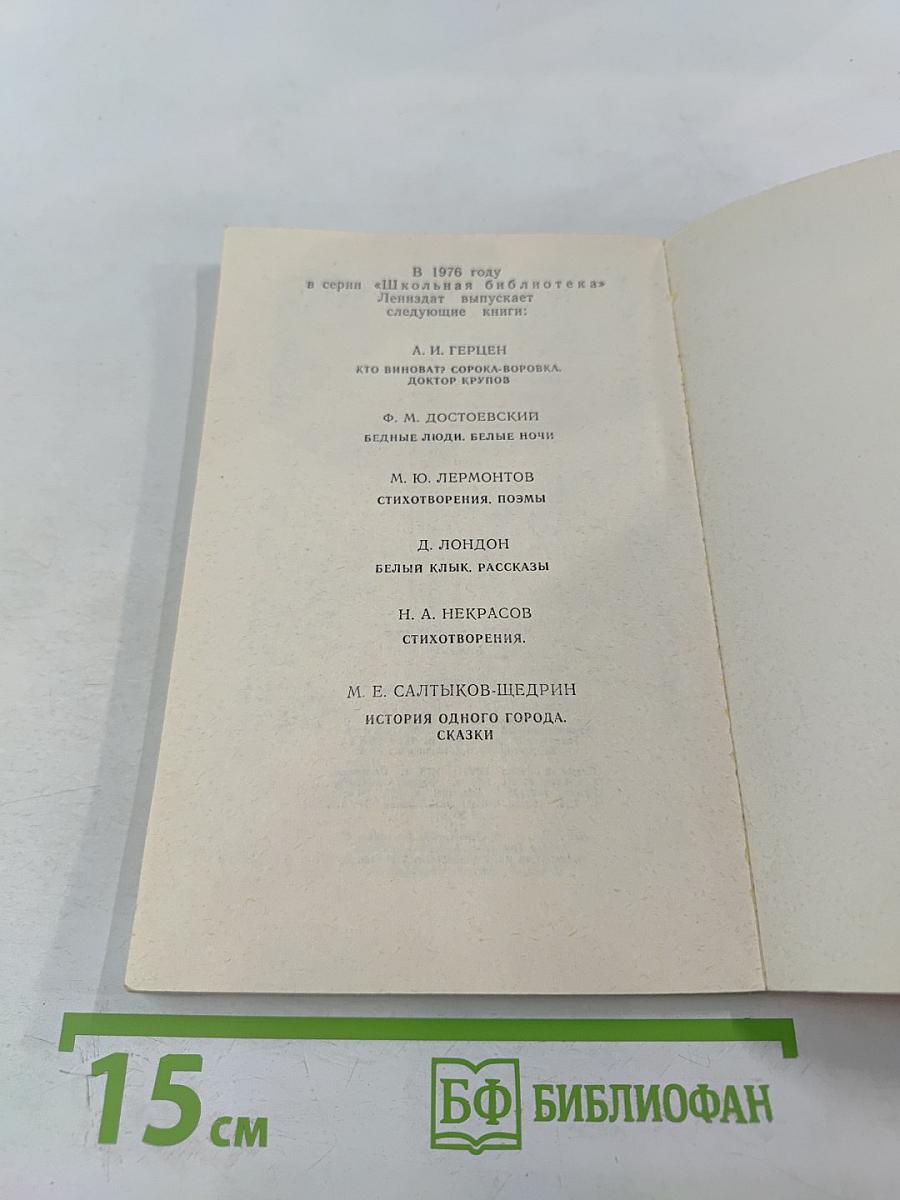 В 1976 году
в серии «Школьная библиотека»
Лениздат выпускает
следующие книги:
А. И. ГЕРЦЕН
КТО ВИНОВАТ? СОРОКА-ВОРОВКА.
ДОКТОР КРУПОВ
Ф. М. ДОСТОЕВСКИЙ
БЕДНЫЕ ЛЮДИ. БЕЛЫЕ НОЧИ
М. Ю. ЛЕРМОНТОВ
СТИХОТВОРЕНИЯ. ПОЭМЫ
Д. ЛОНДОН
БЕЛЫЙ КЛЫК. РАССКАЗЫ
Н. А. НЕКРАСОВ
СТИХОТВОРЕНИЯ.
М. Е. САЛТЫКОВ-ЩЕДРИН
ИСТОРИЯ ОДНОГО ГОРОДА.
СКАЗКИ
15 см
БФ БИБЛИОФАН